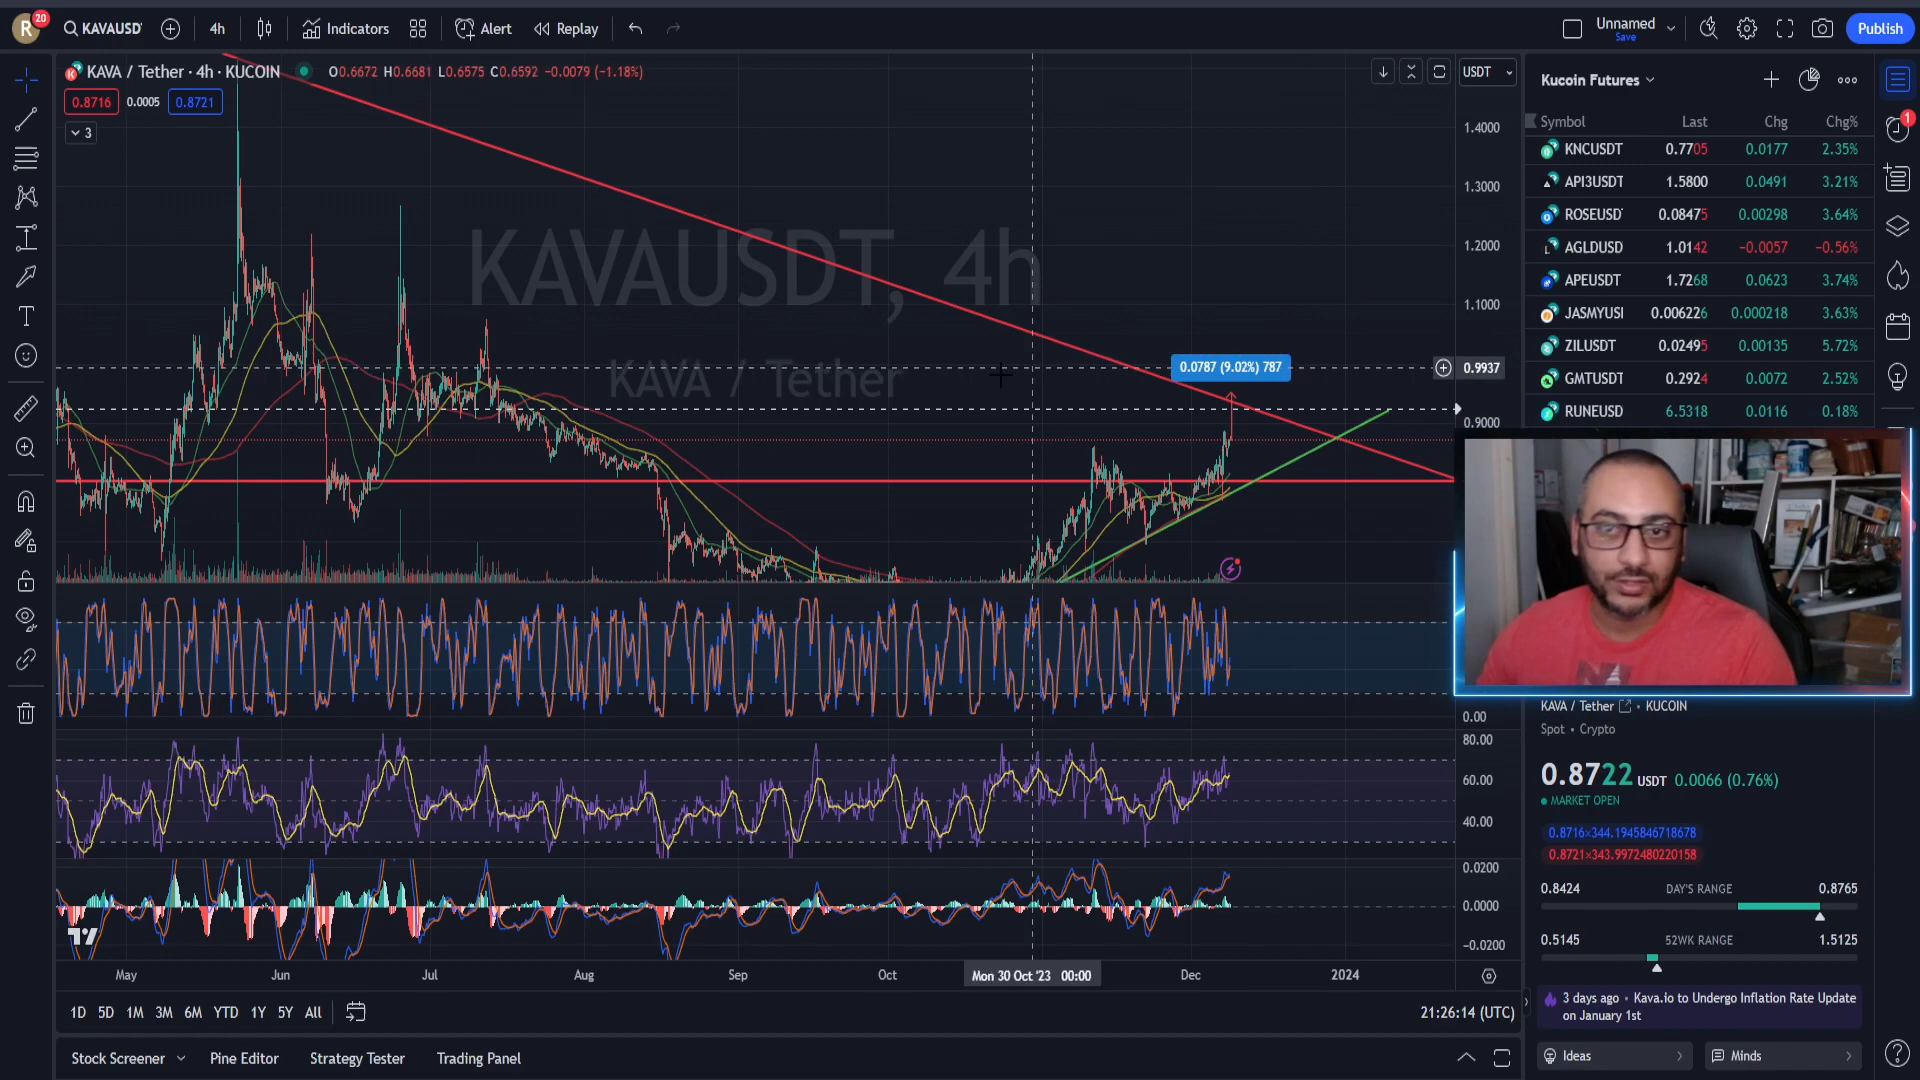 R 20 KAVAUSD 4h Indicators Alert Replay Unnamed Save Publish
KAVA / Tether · 4h · KUCOIN O0.6672 H0.6681 L0.6575 C0.6592 −0.0079 (−1.18%) USDT
0.8716 0.0005 0.8721
3
KAVAUSDT, 4h
KAVA / Tether
0.0787 (9.02%) 787
1.4000
1.3000
1.2000
1.1000
0.9937
0.9000
0.00
80.00
60.00
40.00
0.0200
0.0000
−0.0200
May Jun Jul Aug Sep Oct Mon 30 Oct '23 00:00 Dec 2024
1D 5D 1M 3M 6M YTD 1Y 5Y All 21:26:14 (UTC)
Stock Screener Pine Editor Strategy Tester Trading Panel
Kucoin Futures
1
Symbol Last Chg Chg%
KNCUSDT 0.7705 0.0177 2.35%
API3USDT 1.5800 0.0491 3.21%
ROSEUSD 0.08475 0.00298 3.64%
AGLDUSD 1.0142 −0.0057 −0.56%
APEUSDT 1.7268 0.0623 3.74%
JASMYUSI 0.006226 0.000218 3.63%
ZILUSDT 0.02495 0.00135 5.72%
GMTUSDT 0.2924 0.0072 2.52%
RUNEUSD 6.5318 0.0116 0.18%
KAVA / Tether • KUCOIN
Spot • Crypto
0.8722 USDT 0.0066 (0.76%)
MARKET OPEN
0.8716×344.1945846718678
0.8721×343.9972480220158
0.8424 DAY'S RANGE 0.8765
0.5145 52WK RANGE 1.5125
3 days ago • Kava.io to Undergo Inflation Rate Update
on January 1st
Ideas Minds